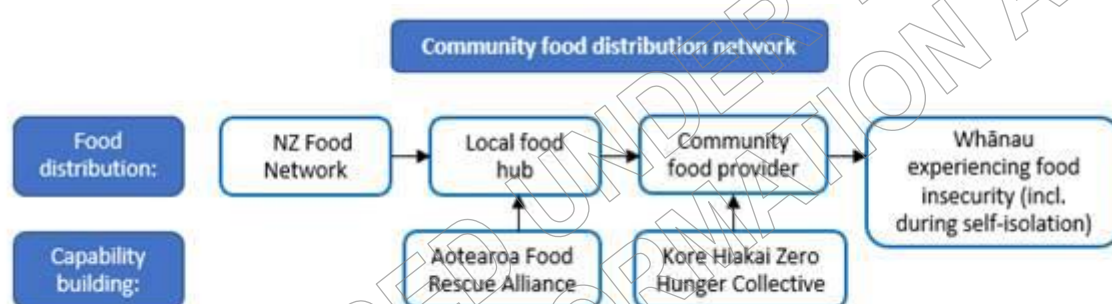 Community food distribution network
Food
distribution:
NZ Food
Network
Local food
hub
Community
food provider
Whānau
experiencing food
insecurity (incl.
during self-isolation)
Capability
building:
Aotearoa Food
Rescue Alliance
Kore Hiakai Zero
Hunger Collective